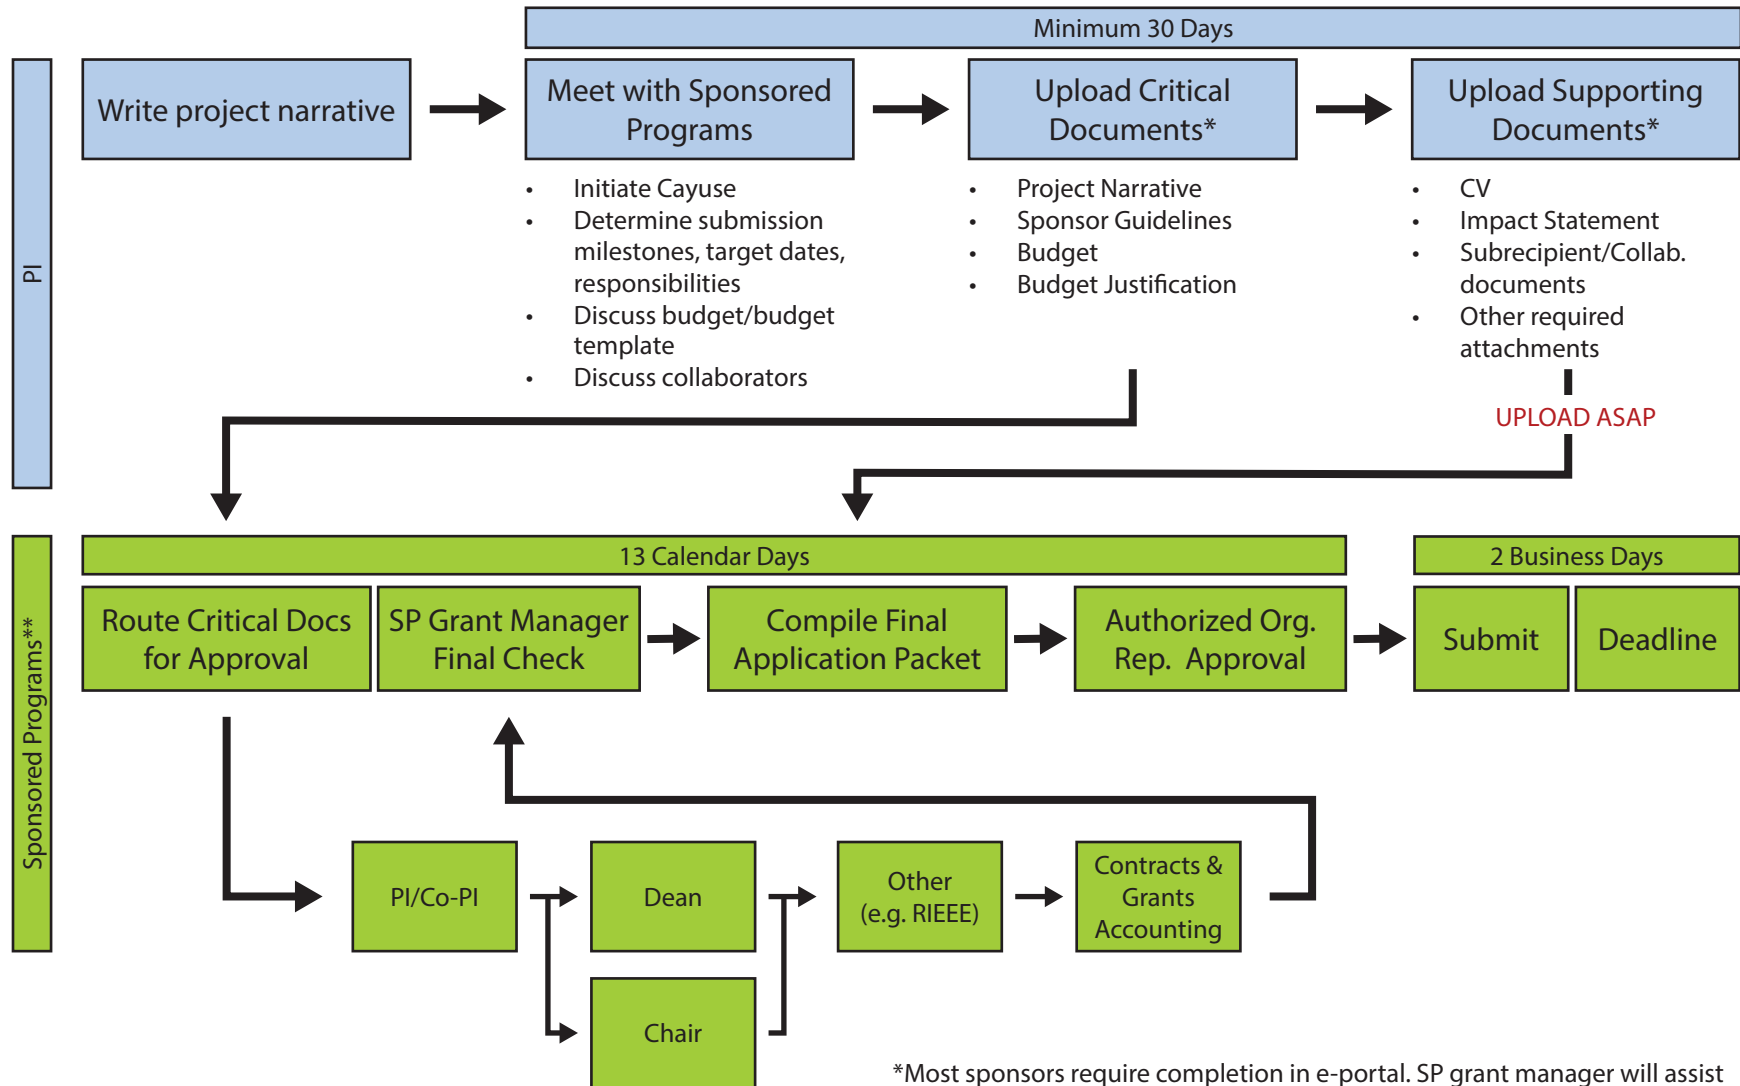 Minimum 30 Days
PI
Write project narrative
Meet with Sponsored
Programs
Upload Critical
Documents*
Upload Supporting
Documents*
• Initiate Cayuse
• Determine submission
milestones, target dates,
responsibilities
• Discuss budget/budget
template
• Discuss collaborators
• Project Narrative
• Sponsor Guidelines
• Budget
• Budget Justification
• CV
• Impact Statement
• Subrecipient/Collab.
documents
• Other required
attachments
UPLOAD ASAP
Sponsored Programs**
13 Calendar Days
2 Business Days
Route Critical Docs
for Approval
SP Grant Manager
Final Check
Compile Final
Application Packet
Authorized Org.
Rep. Approval
Submit
Deadline
PI/Co-PI
Dean
Chair
Other
(e.g. RIEEE)
Contracts &
Grants
Accounting
*Most sponsors require completion in e-portal. SP grant manager will assist